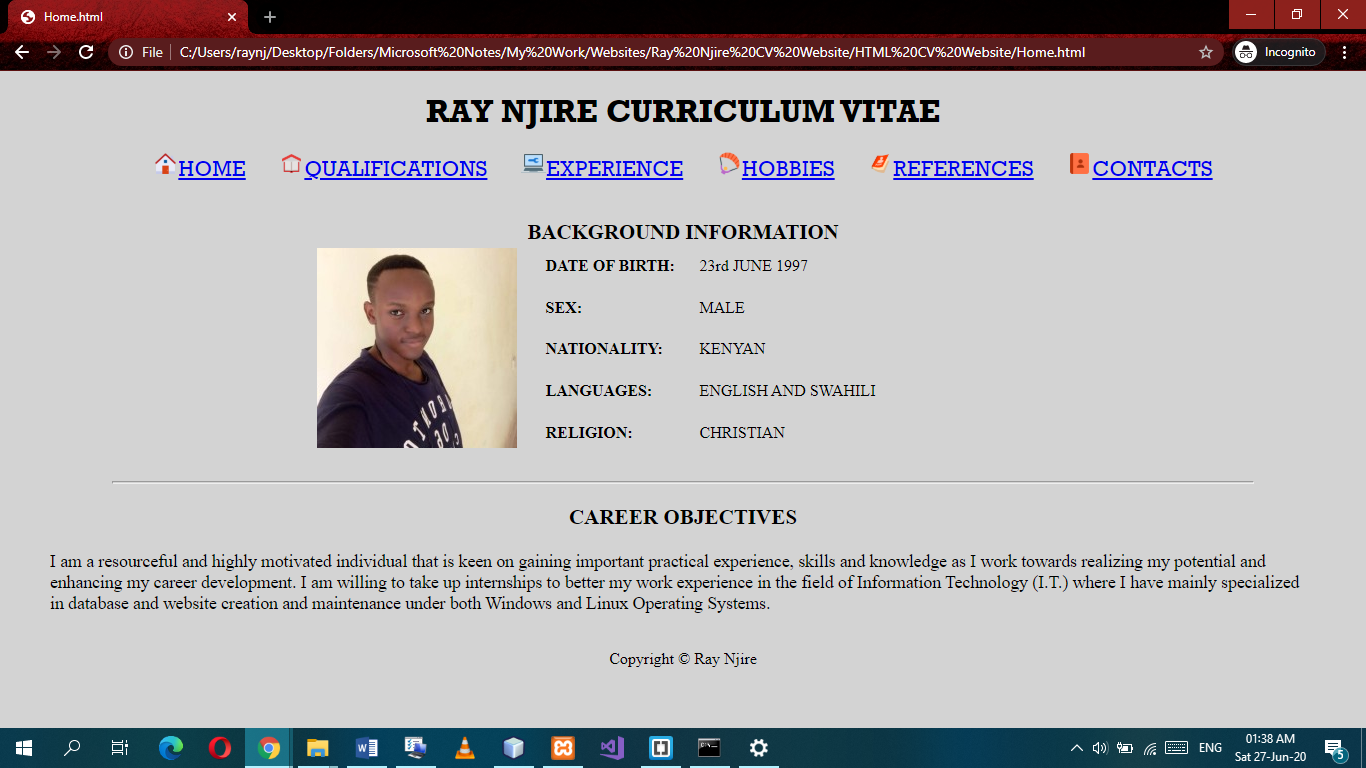 Home.html
File
C:/Users/raynj/Desktop/Folders/Microsoft%20Notes/My%20Work/Websites/Ray%20Njire%20CV%20Website/HTML%20CV%20Website/Home.html
Incognito
RAY NJIRE CURRICULUM VITAE
HOME QUALIFICATIONS EXPERIENCE HOBBIES REFERENCES CONTACTS
BACKGROUND INFORMATION
DATE OF BIRTH: 23rd JUNE 1997
SEX: MALE
NATIONALITY: KENYAN
LANGUAGES: ENGLISH AND SWAHILI
RELIGION: CHRISTIAN
CAREER OBJECTIVES
I am a resourceful and highly motivated individual that is keen on gaining important practical experience, skills and knowledge as I work towards realizing my potential and
enhancing my career development. I am willing to take up internships to better my work experience in the field of Information Technology (I.T.) where I have mainly specialized
in database and website creation and maintenance under both Windows and Linux Operating Systems.
Copyright © Ray Njire
ENG
01:38 AM
Sat 27-Jun-20
5